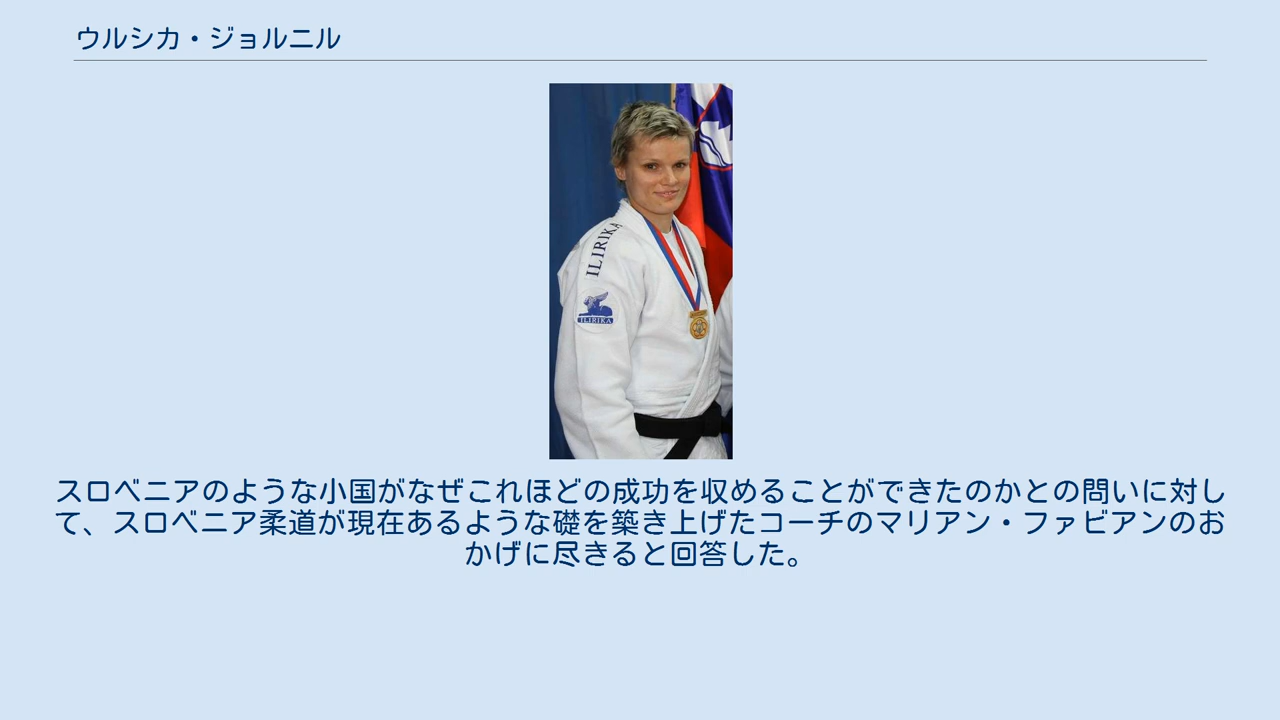 ウルシカ・ジョルニル
ILIRIKA
ILIRIKA
スロベニアのような小国がなぜこれほどの成功を収めることができたのかとの問いに対し
て、スロベニア柔道が現在あるような礎を築き上げたコーチのマリアン・ファビアンのお
かげに尽きると回答した。